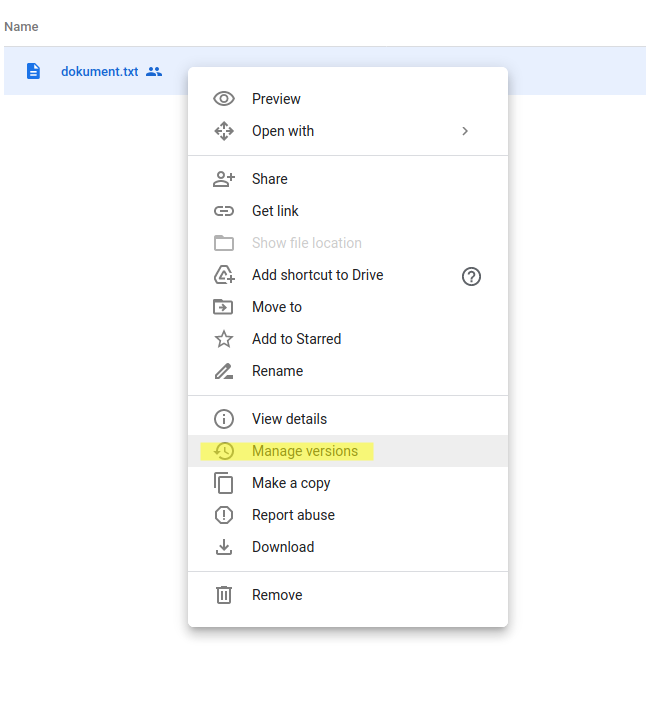 Name
dokument.txt
Preview
Open with
Share
Get link
Show file location
Add shortcut to Drive
Move to
Add to Starred
Rename
View details
Manage versions
Make a copy
Report abuse
Download
Remove